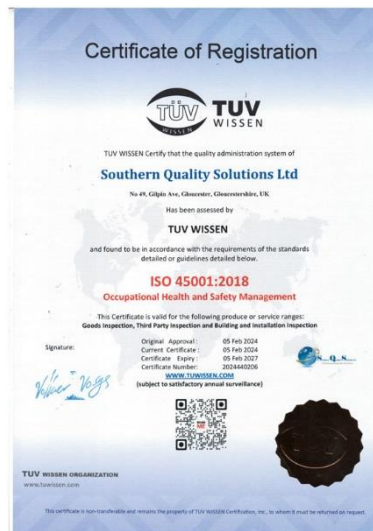 Certificate of Registration
TÜV
WISSEN
TUV
WISSEN
TUV WISSEN Certify that the quality administration system of
Southern Quality Solutions Ltd
No 49, Gilpin Ave, Gloucester, Gloucestershire, UK
Has been assessed by
TUV WISSEN
and found to be in accordance with the requirements of the standards
detailed or guidelines detailed below.
ISO 45001:2018
Occupational Health and Safety Management
This Certificate is valid for the following produce or service ranges:
Goods Inspection, Third Party Inspection and Building and Installation Inspection
Signature:
Original Approval: 05 Feb 2024
Current Certificate: 05 Feb 2024
Certificate Expiry: 05 Feb 2027
Certificate Number: 2024440206
WWW.TUWISSEN.COM
(subject to satisfactory annual surveillance)
TUV WISSEN ORGANIZATION
www.tuwissen.com
This certificate is non-transferable and remains the property of TUV WISSEN Certification, Inc., to whom it must be returned on request.